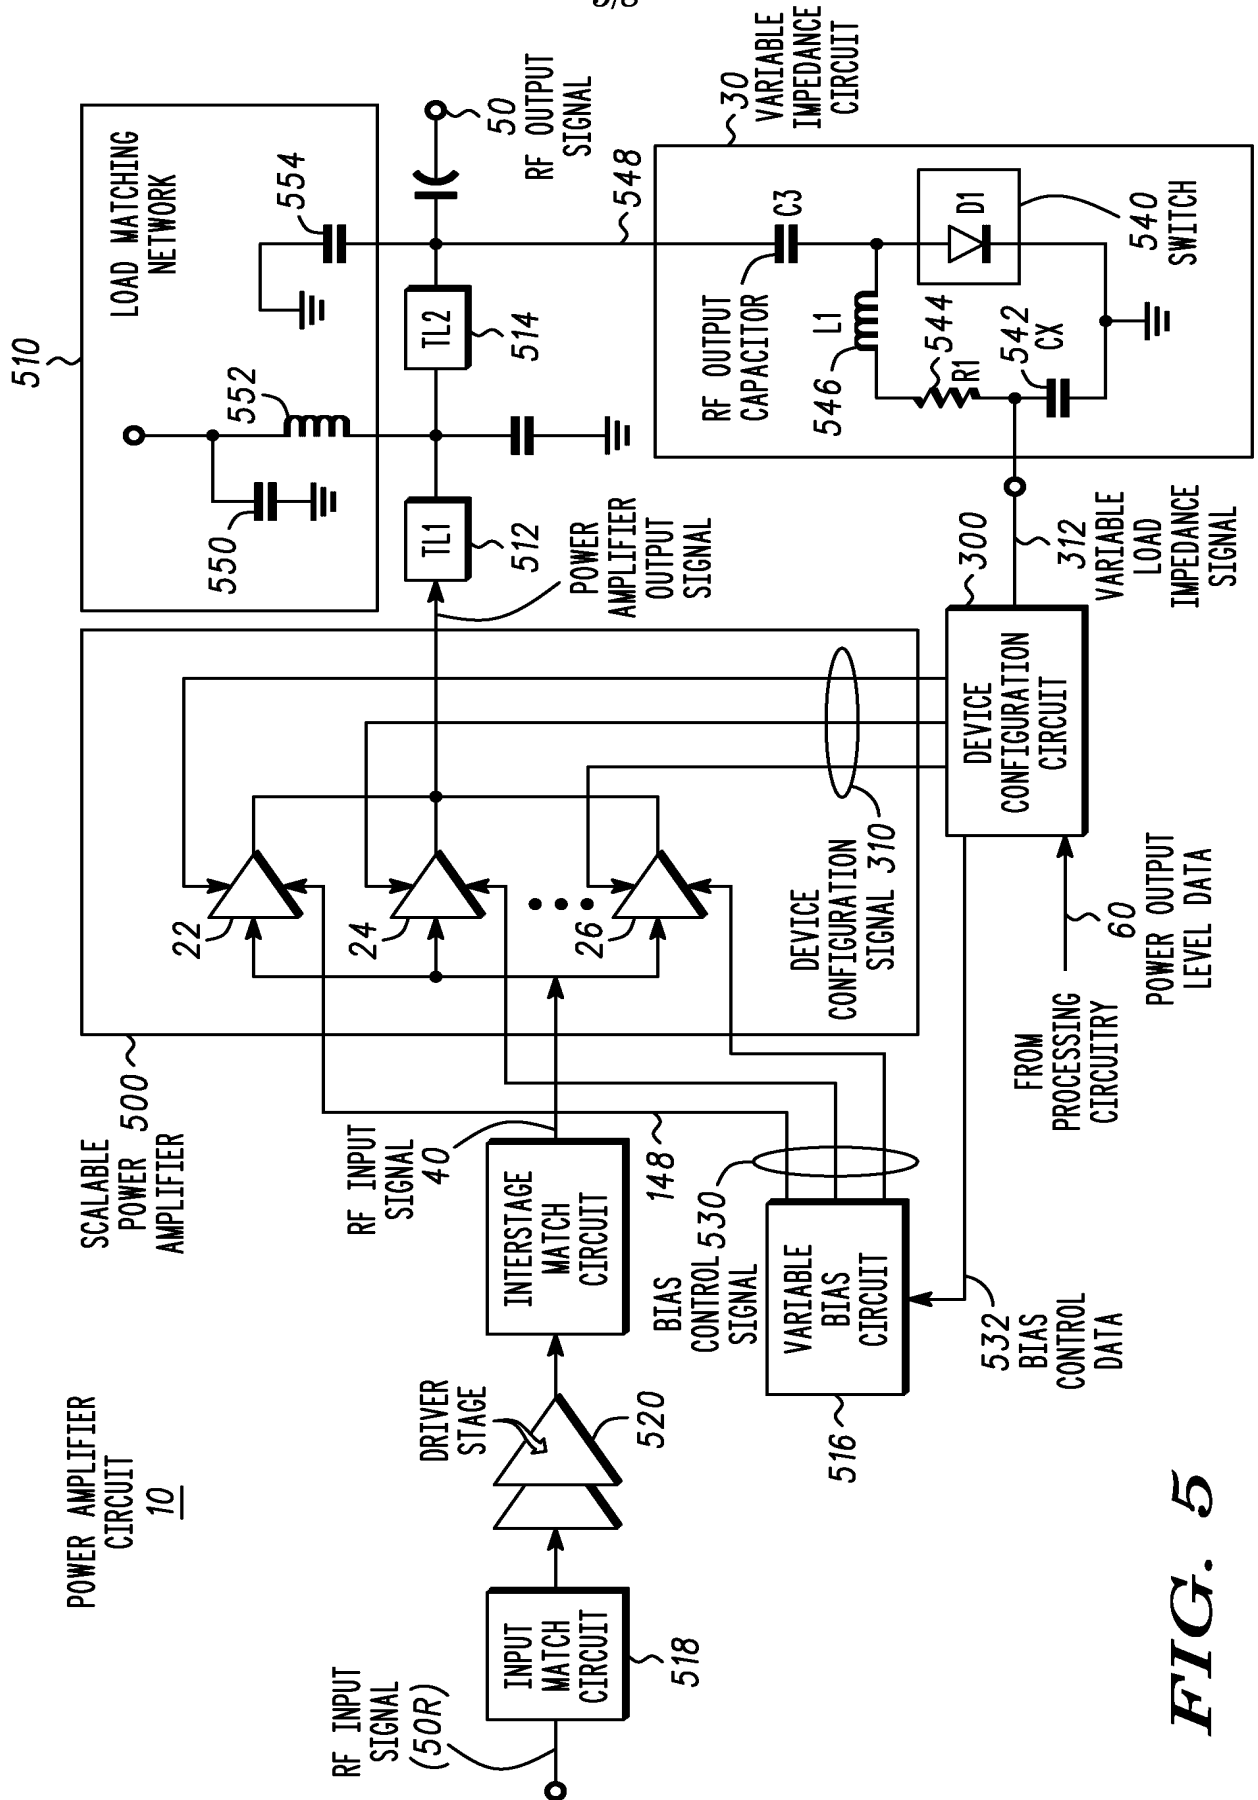 POWER AMPLIFIER
CIRCUIT
10
RF INPUT
SIGNAL
(50R)
INPUT
MATCH
CIRCUIT
518
DRIVER
STAGE
520
INTERSTAGE
MATCH
CIRCUIT
RF INPUT
SIGNAL
40
SCALABLE
POWER 500
AMPLIFIER
22
24
26
148
BIAS
CONTROL 530
SIGNAL
VARIABLE
BIAS
CIRCUIT
516
532
BIAS
CONTROL
DATA
FROM
PROCESSING
CIRCUITRY
60
POWER OUTPUT
LEVEL DATA
DEVICE
CONFIGURATION
SIGNAL 310
DEVICE
CONFIGURATION
CIRCUIT
300
312
VARIABLE
LOAD
IMPEDANCE
SIGNAL
POWER
AMPLIFIER
OUTPUT
SIGNAL
510
LOAD MATCHING
NETWORK
550
552
554
TL1
512
TL2
514
50
RF OUTPUT
SIGNAL
548
30
VARIABLE
IMPEDANCE
CIRCUIT
RF OUTPUT
CAPACITOR
C3
L1
546
544
R1
542
CX
D1
540
SWITCH
FIG. 5